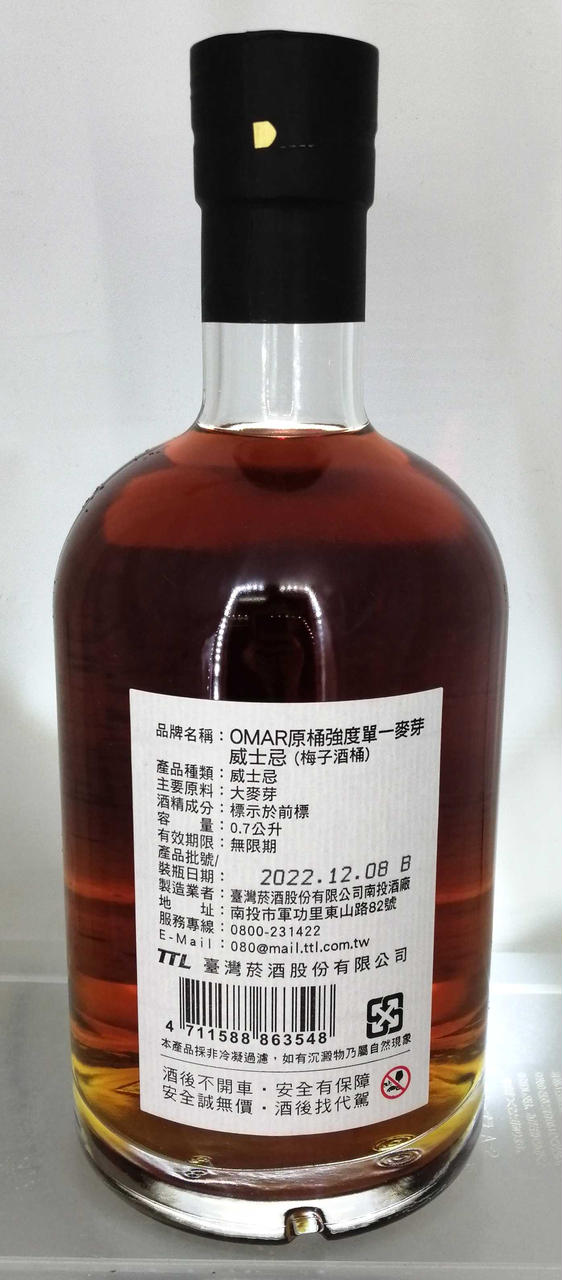 品牌名稱：OMAR原桶強度單一麥芽
威士忌（梅子酒桶）
產品種類：威士忌
主要原料：大麥芽
酒精成分：標示於前標
容　　量：0.7公升
有效期限：無限期
產品批號/
裝瓶日期： 2022.12.08 B
製造業者：臺灣菸酒股份有限公司南投酒廠
地　　址：南投市軍功里東山路82號
服務專線：0800-231422
E-Mail：080@mail.ttl.com.tw
TTL 臺灣菸酒股份有限公司
4 711588 863548
本產品採非冷凝過濾，如有沉澱物乃屬自然現象
酒後不開車·安全有保障
安全誠無價·酒後找代駕